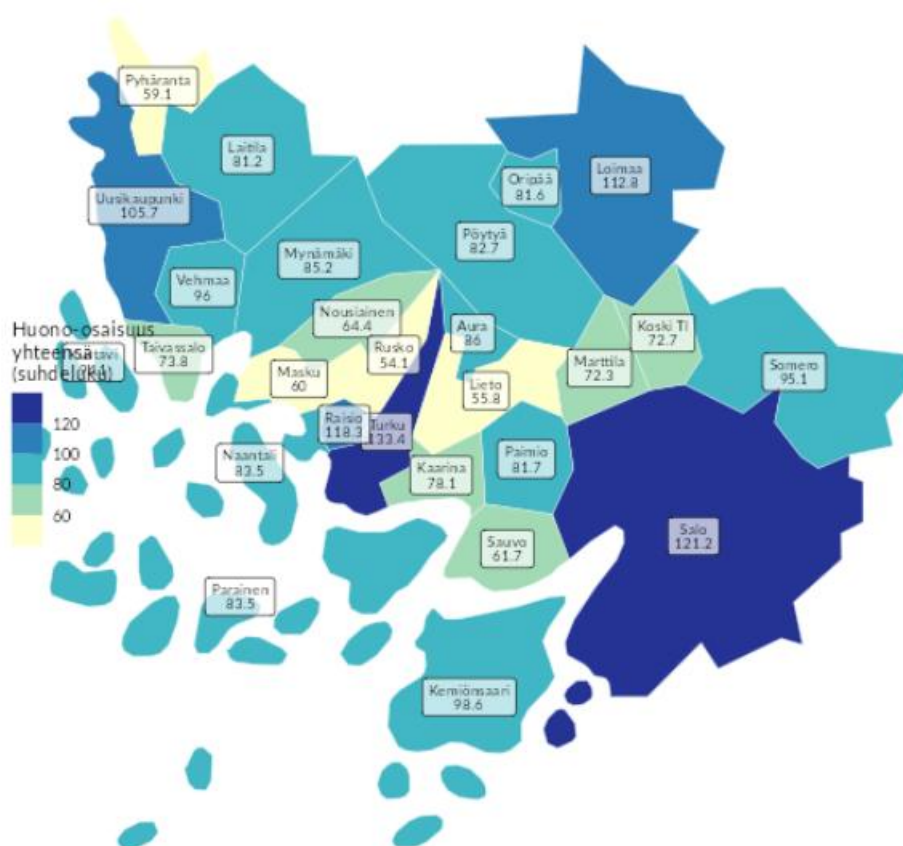 Pyhäranta
59.1
Laitila
81.2
Loimaa
112.8
Oripää
81.6
Uusikaupunki
105.7
Pöytyä
82.7
Mynämäki
85.2
Vehmaa
96
Nousiainen
64.4
Aura
86
Koski Tl
72.7
Huono-osaisuus
yhteensä
(suhdeluku)
120
100
80
60
Taivassalo
73.8
Rusko
54.1
Masku
60
Lieto
55.8
Marttila
72.3
Somero
95.1
Raisio
118.3
Turku
133.4
Naantali
83.5
Kaarina
78.1
Paimio
81.7
Salo
121.2
Sauvo
61.7
Parainen
83.5
Kemiönsaari
98.6